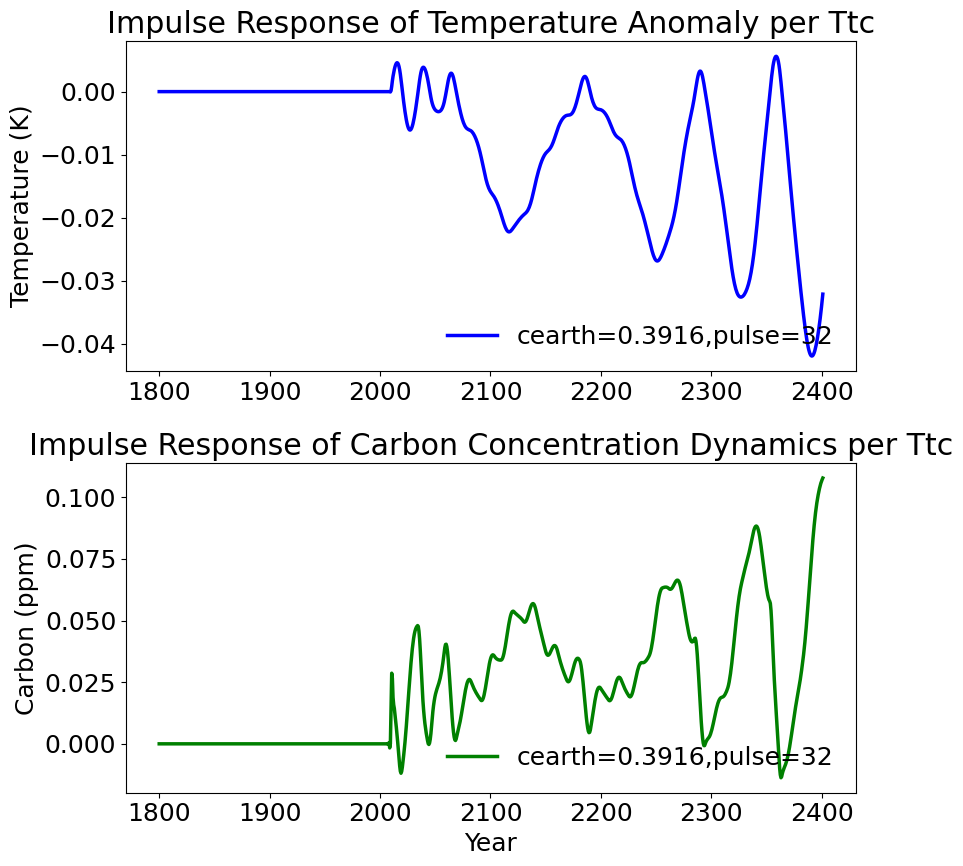 Impulse Response of Temperature Anomaly per Ttc
Temperature (K)
0.00
−0.01
−0.02
−0.03
−0.04
cearth=0.3916,pulse=32
1800 1900 2000 2100 2200 2300 2400
Impulse Response of Carbon Concentration Dynamics per Ttc
Carbon (ppm)
0.100
0.075
0.050
0.025
0.000
cearth=0.3916,pulse=32
1800 1900 2000 2100 2200 2300 2400
Year